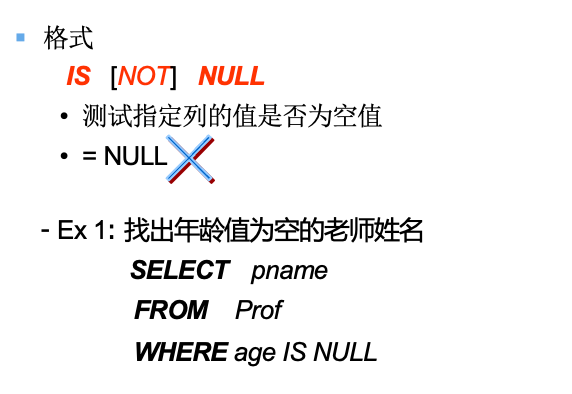 格式
IS [NOT] NULL
• 测试指定列的值是否为空值
• = NULL
- Ex 1: 找出年龄值为空的老师姓名
SELECT pname
FROM Prof
WHERE age IS NULL